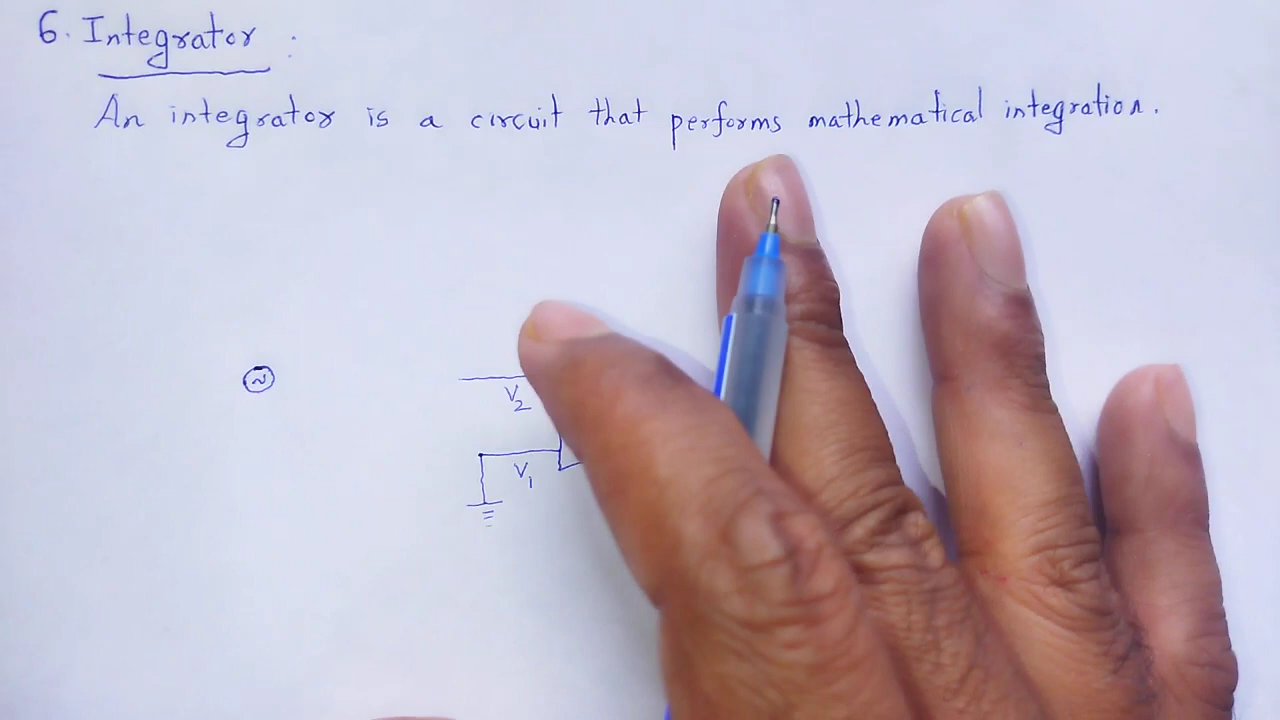 6. Integrator :
An integrator is a circuit that performs mathematical integration.
~
V2
V1